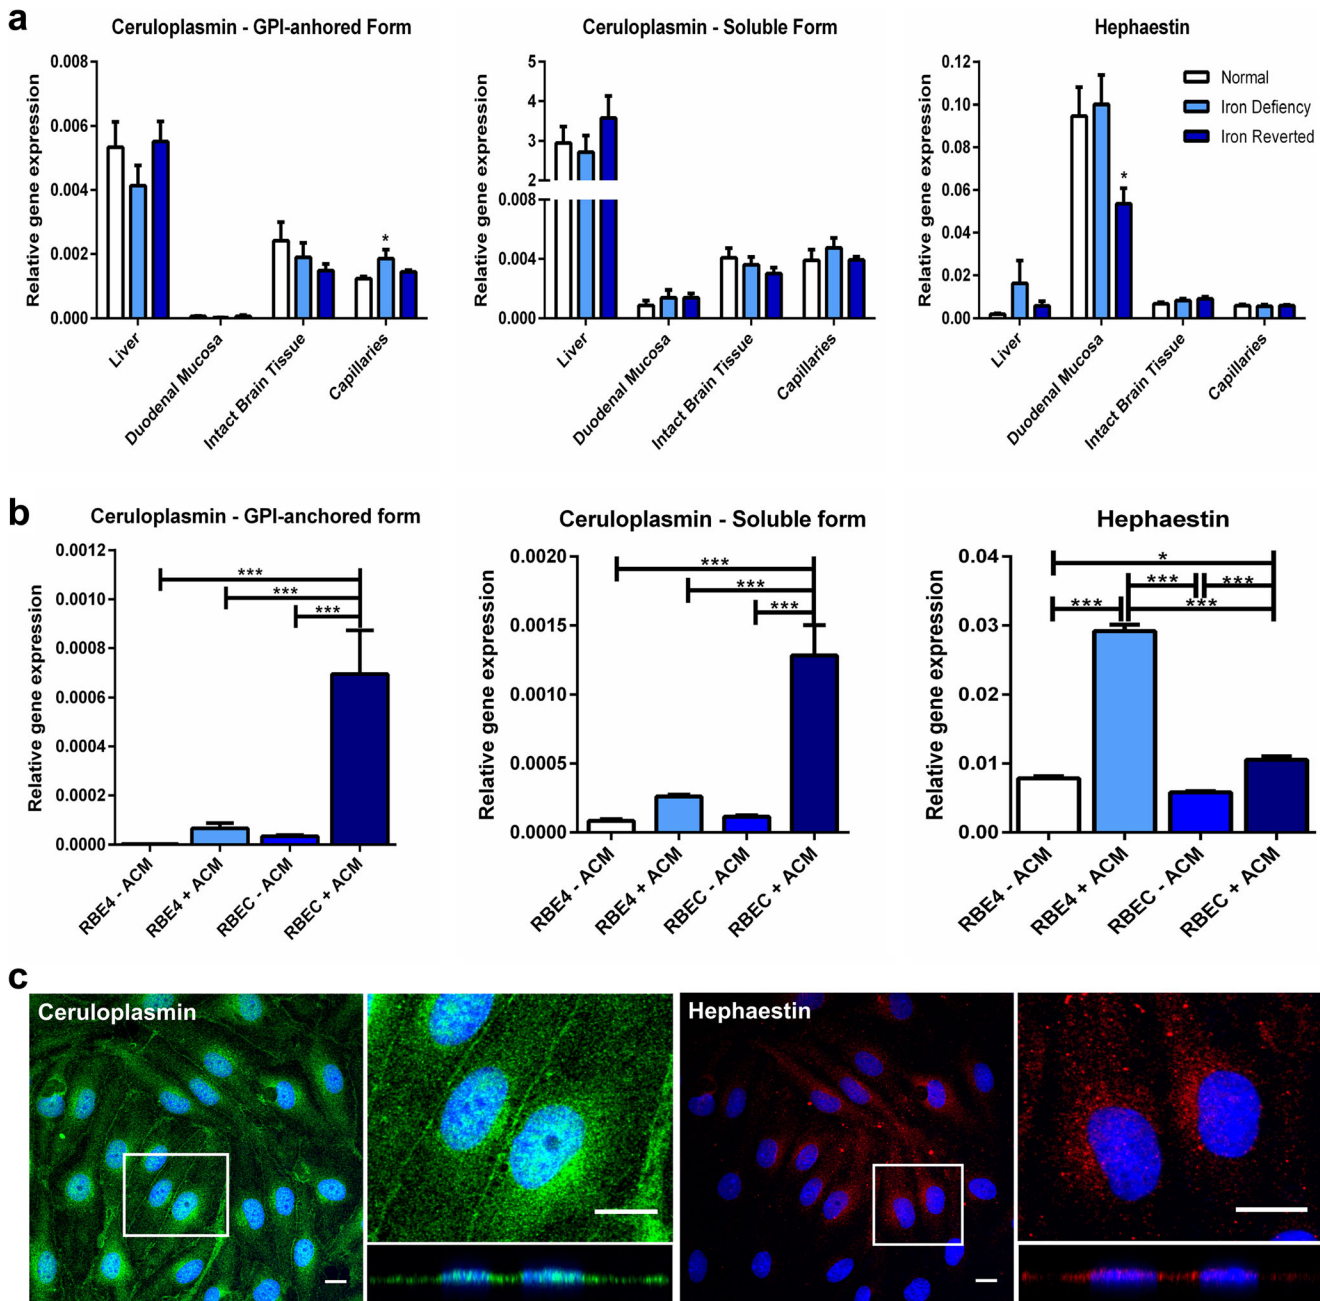 a
Ceruloplasmin - GPI-anhored Form
Relative gene expression
0.008
0.006
0.004
0.002
0.000
*
Liver
Duodenal Mucosa
Intact Brain Tissue
Capillaries
Ceruloplasmin - Soluble Form
Relative gene expression
5
4
3
2
0.008
0.004
0.000
Liver
Duodenal Mucosa
Intact Brain Tissue
Capillaries
Hephaestin
Relative gene expression
0.12
0.10
0.08
0.06
0.04
0.02
0.00
*
Normal
Iron Defiency
Iron Reverted
Liver
Duodenal Mucosa
Intact Brain Tissue
Capillaries
b
Ceruloplasmin - GPI-anchored form
Relative gene expression
0.0012
0.0010
0.0008
0.0006
0.0004
0.0002
0.0000
***
***
***
RBE4 - ACM
RBE4 + ACM
RBEC - ACM
RBEC + ACM
Ceruloplasmin - Soluble form
Relative gene expression
0.0020
0.0015
0.0010
0.0005
0.0000
***
***
***
RBE4 - ACM
RBE4 + ACM
RBEC - ACM
RBEC + ACM
Hephaestin
Relative gene expression
0.04
0.03
0.02
0.01
0.00
*
*** ***
*** ***
RBE4 - ACM
RBE4 + ACM
RBEC - ACM
RBEC + ACM
c
Ceruloplasmin
Hephaestin